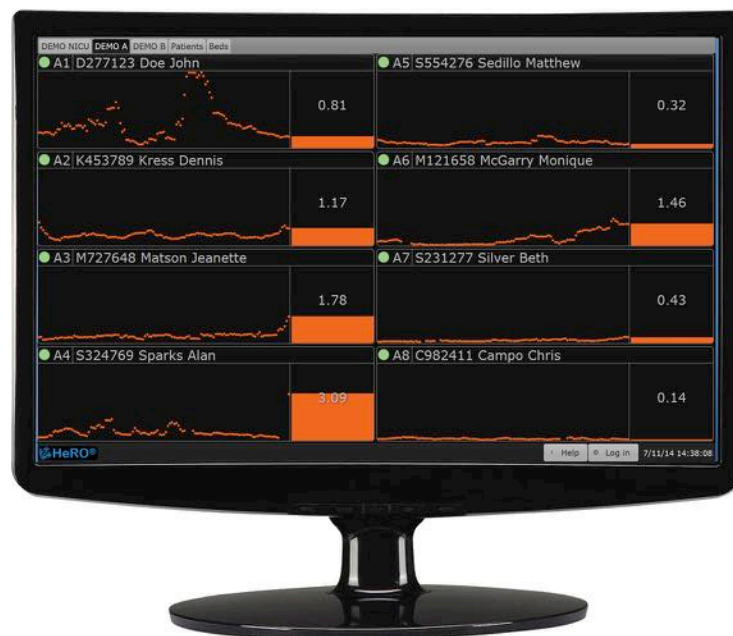 DEMO NICU DEMO A DEMO B Patients Beds
A1 D277123 Doe John
0.81
A2 K453789 Kress Dennis
1.17
A3 M727648 Matson Jeanette
1.78
A4 S324769 Sparks Alan
3.09
A5 S554276 Sedillo Matthew
0.32
A6 M121658 McGarry Monique
1.46
A7 S231277 Silver Beth
0.43
A8 C982411 Campo Chris
0.14
HeRO®
Help Log in 7/11/14 14:38:08